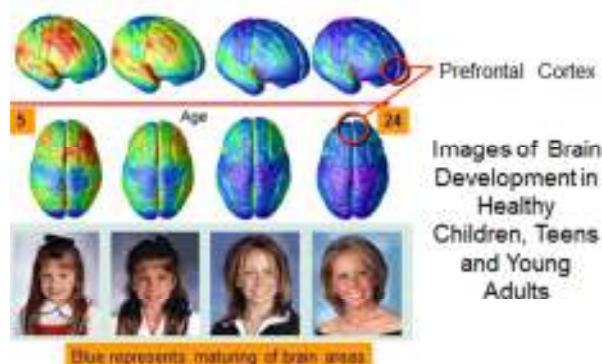 Prefrontal Cortex
5
Age
24
Images of Brain
Development in
Healthy
Children, Teens
and Young
Adults
Blue represents maturing of brain areas